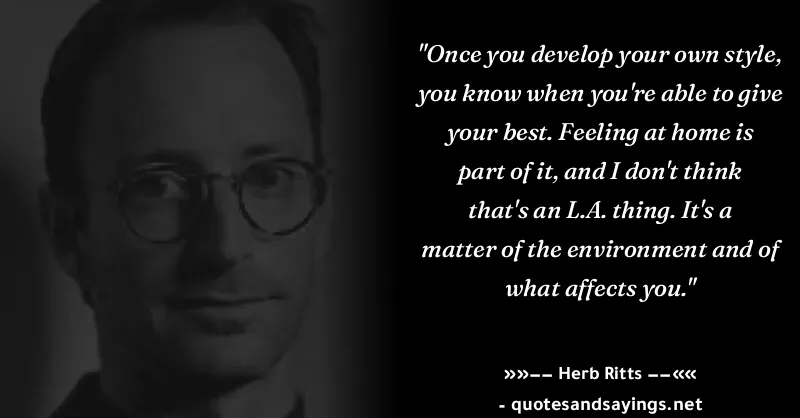 "Once you develop your own style,
you know when you're able to give
your best. Feeling at home is
part of it, and I don't think
that's an L.A. thing. It's a
matter of the environment and of
what affects you."
»»−− Herb Ritts −−««
- quotesandsayings.net